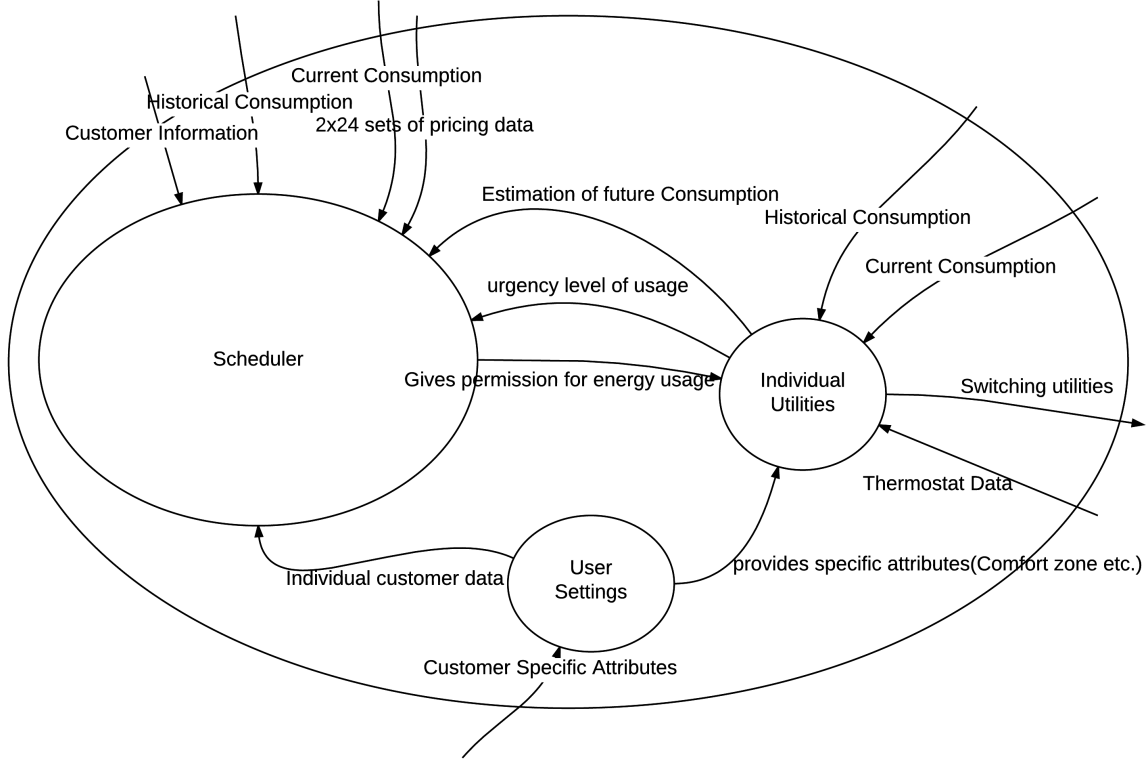 Current Consumption
Historical Consumption
2x24 sets of pricing data
Customer Information
Estimation of future Consumption
Historical Consumption
Current Consumption
urgency level of usage
Scheduler
Gives permission for energy usage
Individual
Utilities
Switching utilities
Thermostat Data
User
Settings
provides specific attributes(Comfort zone etc.)
Individual customer data
Customer Specific Attributes